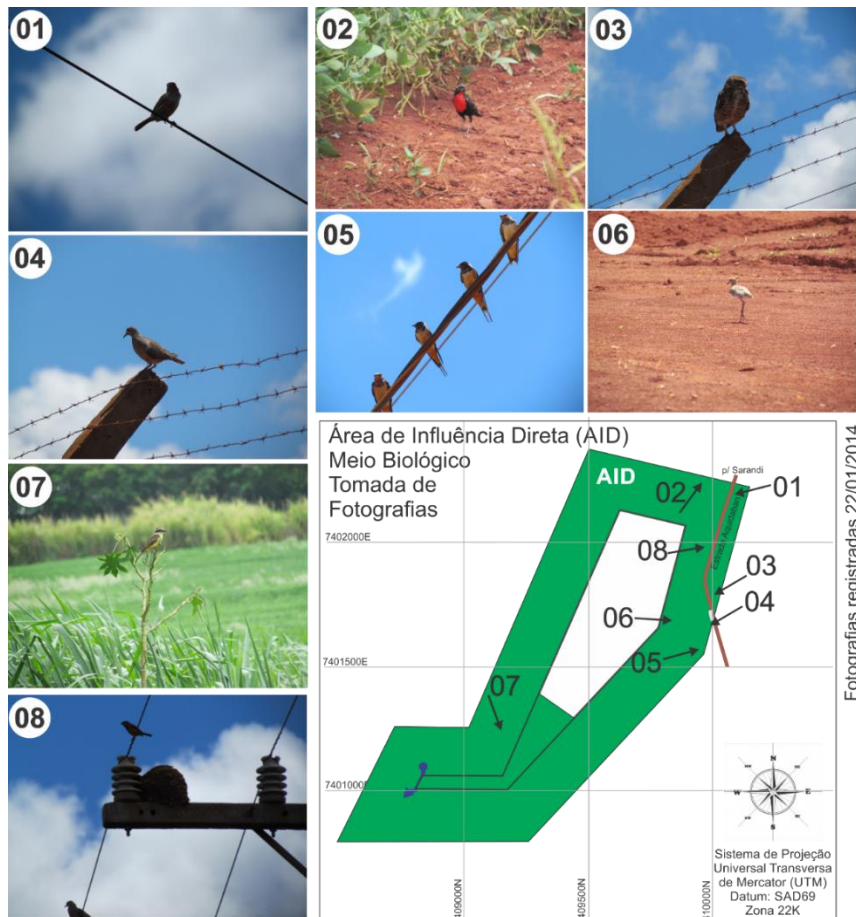 01
02
03
04
05
06
07
08
Área de Influência Direta (AID)
Meio Biológico
Tomada de
Fotografias
AID
p/ Sarandi
02
01
08
03
04
06
05
07
7402000E
7401500E
7401000E
409000N
409500N
410000N
N
W
E
S
Sistema de Projeção
Universal Transversa
de Mercator (UTM)
Datum: SAD69
Zona 22K
Fotografias registradas 22/01/2014